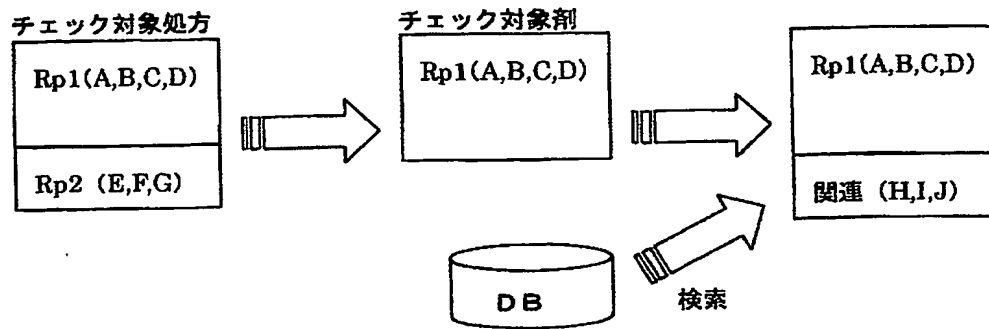 チェック対象処方
Rp1(A,B,C,D)
Rp2 (E,F,G)
チェック対象剤
Rp1(A,B,C,D)
Rp1(A,B,C,D)
関連 (H,I,J)
DB
検索